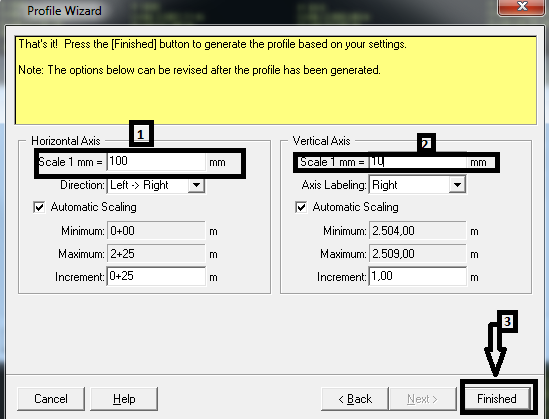 Profile Wizard
X
That's it! Press the [Finished] button to generate the profile based on your settings.
Note: The options below can be revised after the profile has been generated.
1
2
Horizontal Axis
Scale 1 mm = 100 mm
Direction: Left -> Right
Automatic Scaling
Minimum: 0+00 m
Maximum: 2+25 m
Increment: 0+25 m
Vertical Axis
Scale 1 mm = 10 mm
Axis Labeling: Right
Automatic Scaling
Minimum: 2.504,00 m
Maximum: 2.509,00 m
Increment: 1,00 m
3
Cancel
Help
< Back
Next >
Finished